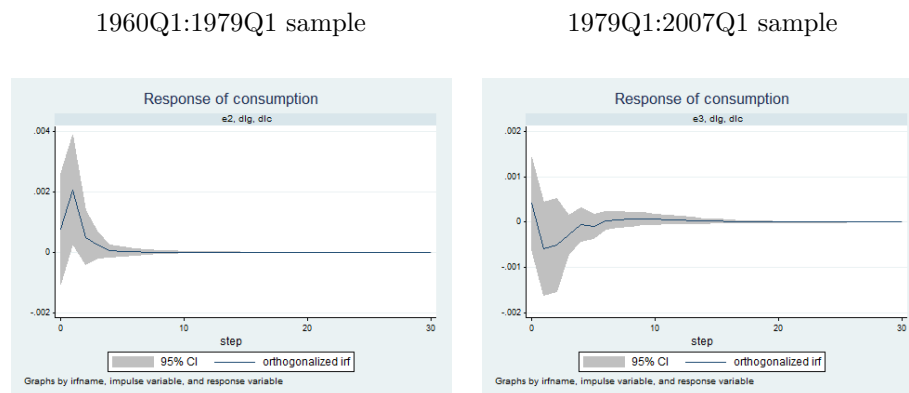 1960Q1:1979Q1 sample
1979Q1:2007Q1 sample
Response of consumption
e2, dlg, dlc
.004
.002
0
-.002
0
10
20
30
step
95% CI
orthogonalized irf
Graphs by irfname, impulse variable, and response variable
Response of consumption
e3, dlg, dlc
.002
.001
0
-.001
-.002
0
10
20
30
step
95% CI
orthogonalized irf
Graphs by irfname, impulse variable, and response variable